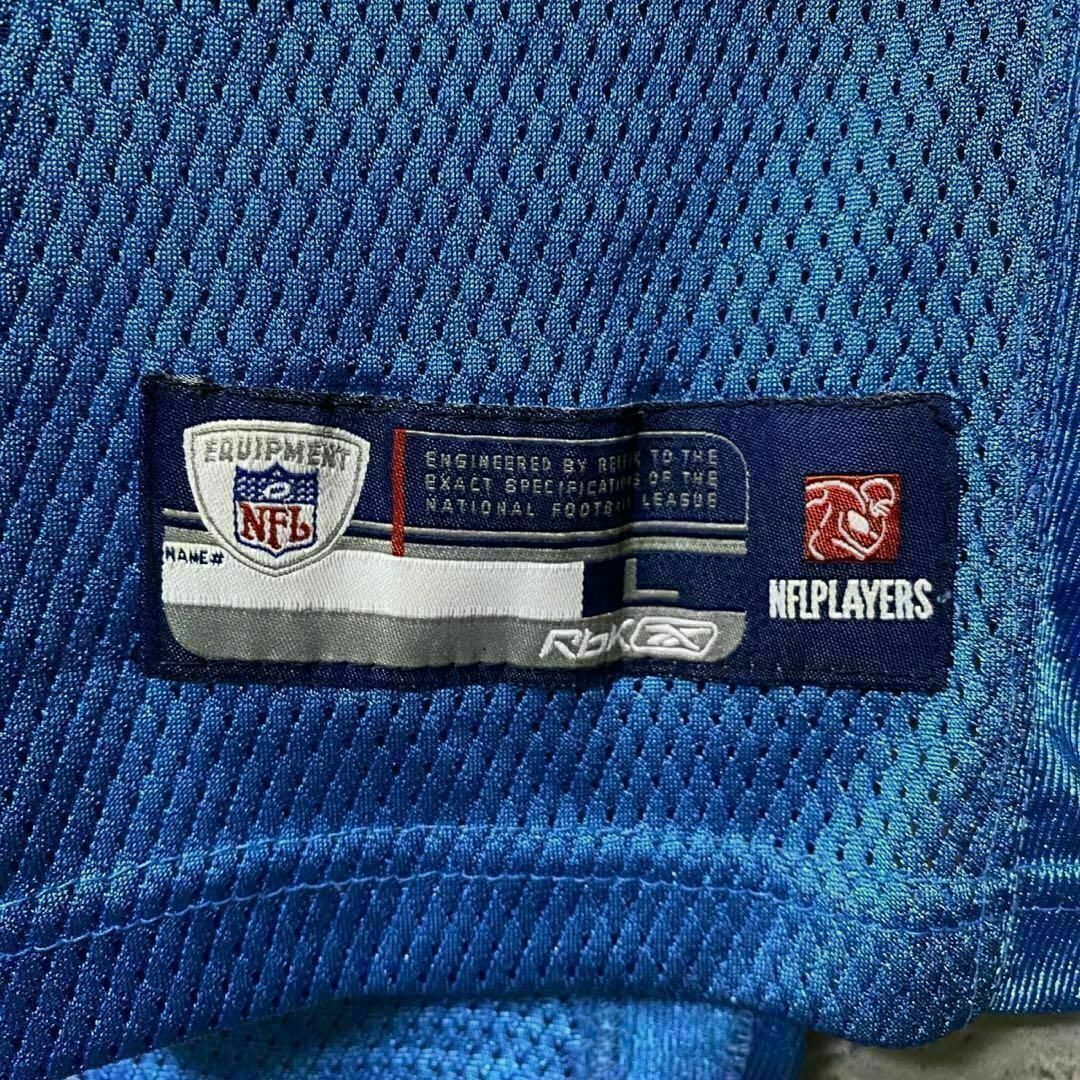 EQUIPMENT
NFL
ENGINEERED BY REEBOK TO THE
EXACT SPECIFICATIONS OF THE
NATIONAL FOOTBALL LEAGUE
NAME#
L
RbK
NFLPLAYERS